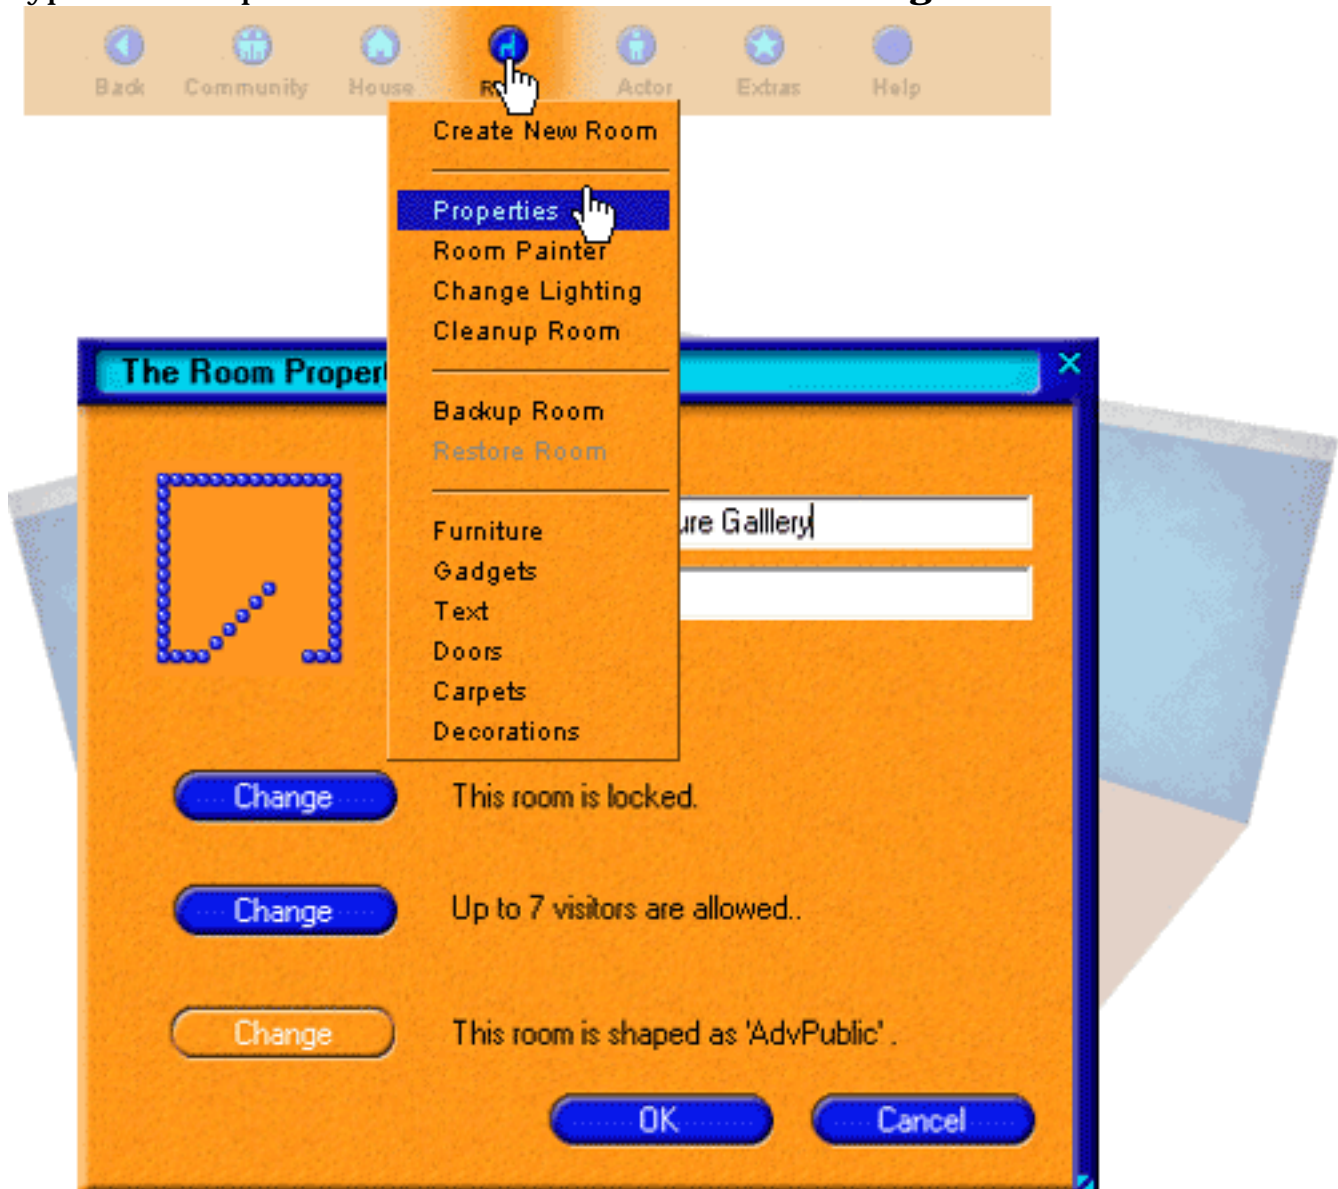 Back Community House R Actor Extras Help
Create New Room
Properties
Room Painter
Change Lighting
Cleanup Room
The Room Propert
Backup Room
Restore Room
ure Galllery
Furniture
Gadgets
Text
Doors
Carpets
Decorations
Change This room is locked.
Change Up to 7 visitors are allowed..
Change This room is shaped as 'AdvPublic' .
OK Cancel